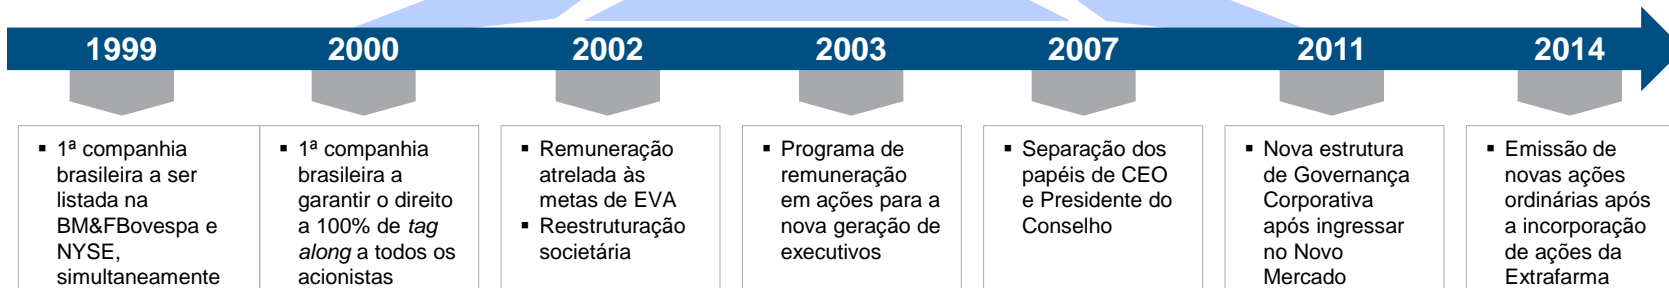 1999 2000 2002 2003 2007 2011 2014
▪ 1ª companhia
brasileira a ser
listada na
BM&FBovespa e
NYSE,
simultaneamente
▪ 1ª companhia
brasileira a
garantir o direito
a 100% de tag
along a todos os
acionistas
▪ Remuneração
atrelada às
metas de EVA
▪ Reestruturação
societária
▪ Programa de
remuneração
em ações para a
nova geração de
executivos
▪ Separação dos
papéis de CEO
e Presidente do
Conselho
▪ Nova estrutura
de Governança
Corporativa
após ingressar
no Novo
Mercado
▪ Emissão de
novas ações
ordinárias após
a incorporação
de ações da
Extrafarma